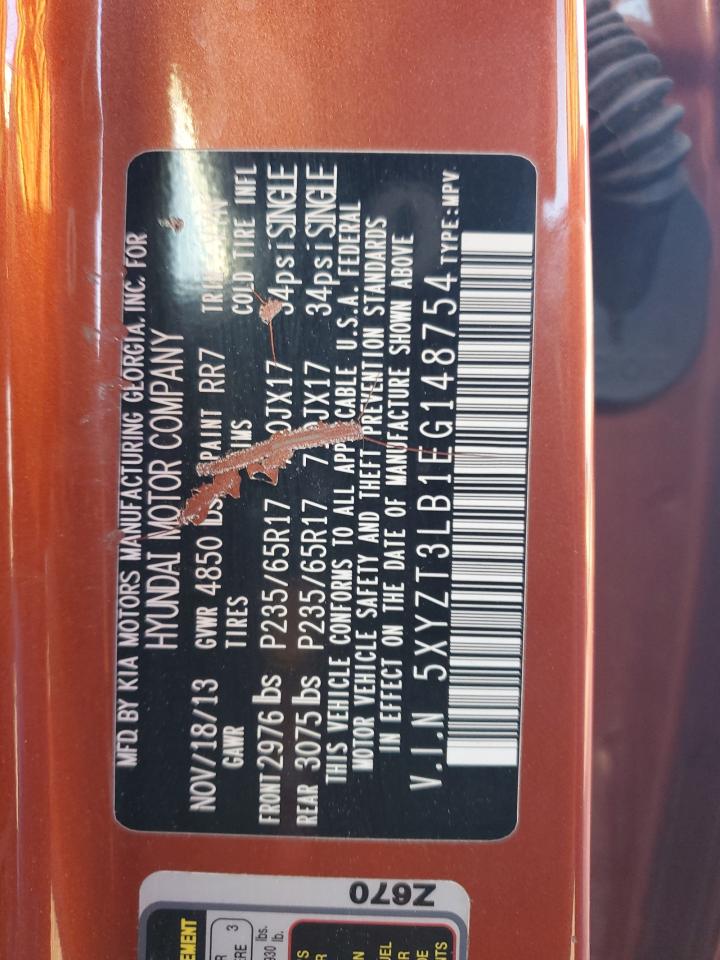 MFD. BY KIA MOTORS MANUFACTURING GEORGIA. INC. FOR
HYUNDAI MOTOR COMPANY
NOV/18/13 GVWR 4850 PAINT RR7
GAWR TIRES COLD TIRE INFL
FRONT 2976 lbs P235/65R17 34psi SINGLE
REAR 3075 lbs P235/65R17 34psi SINGLE
THIS VEHICLE CONFORMS TO ALL APPLICABLE U.S.A. FEDERAL
MOTOR VEHICLE SAFETY AND THEFT PREVENTION STANDARDS
IN EFFECT ON THE DATE OF MANUFACTURE SHOWN ABOVE
V.I.N 5XYZT3LB1EG148754 TYPE:MPV
Z670
3
lbs.
lb.